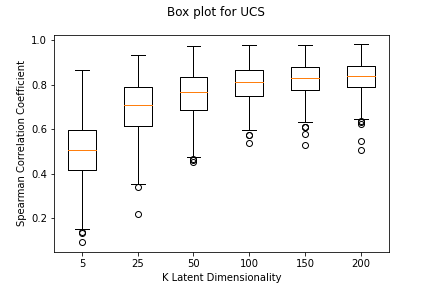 Box plot for UCS
1.0
0.8
0.6
0.4
0.2
Spearman Correlation Coefficient
5 25 50 100 150 200
K Latent Dimensionality